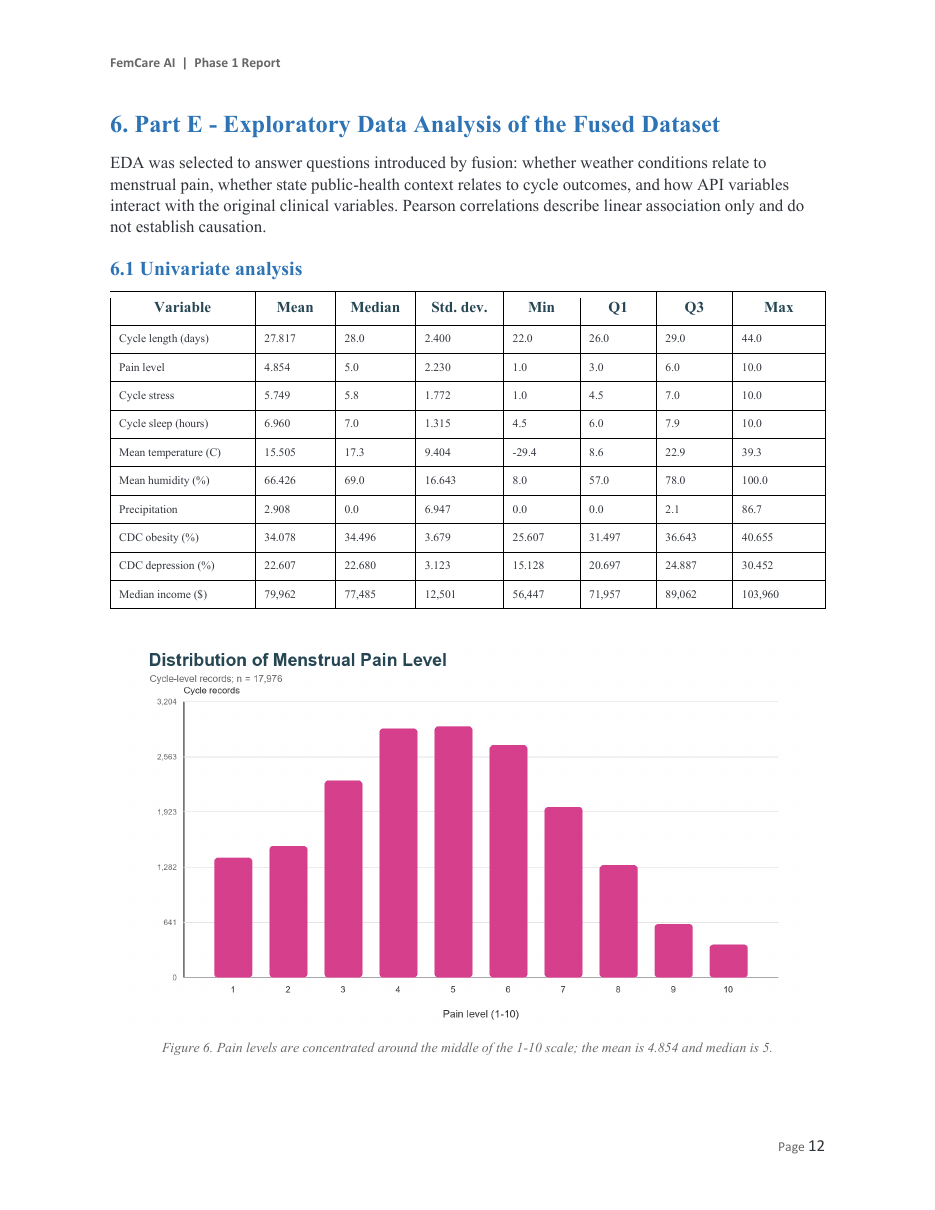 FemCare AI | Phase 1 Report
6. Part E - Exploratory Data Analysis of the Fused Dataset
EDA was selected to answer questions introduced by fusion: whether weather conditions relate to
menstrual pain, whether state public-health context relates to cycle outcomes, and how API variables
interact with the original clinical variables. Pearson correlations describe linear association only and do
not establish causation.
6.1 Univariate analysis
Variable Mean Median Std. dev. Min Q1 Q3 Max
Cycle length (days) 27.817 28.0 2.400 22.0 26.0 29.0 44.0
Pain level 4.854 5.0 2.230 1.0 3.0 6.0 10.0
Cycle stress 5.749 5.8 1.772 1.0 4.5 7.0 10.0
Cycle sleep (hours) 6.960 7.0 1.315 4.5 6.0 7.9 10.0
Mean temperature (C) 15.505 17.3 9.404 -29.4 8.6 22.9 39.3
Mean humidity (%) 66.426 69.0 16.643 8.0 57.0 78.0 100.0
Precipitation 2.908 0.0 6.947 0.0 0.0 2.1 86.7
CDC obesity (%) 34.078 34.496 3.679 25.607 31.497 36.643 40.655
CDC depression (%) 22.607 22.680 3.123 15.128 20.697 24.887 30.452
Median income ($) 79,962 77,485 12,501 56,447 71,957 89,062 103,960
Distribution of Menstrual Pain Level
Cycle-level records; n = 17,976
Cycle records
3,204
2,563
1,923
1,282
641
0
1 2 3 4 5 6 7 8 9 10
Pain level (1-10)
Figure 6. Pain levels are concentrated around the middle of the 1-10 scale; the mean is 4.854 and median is 5.
Page 12